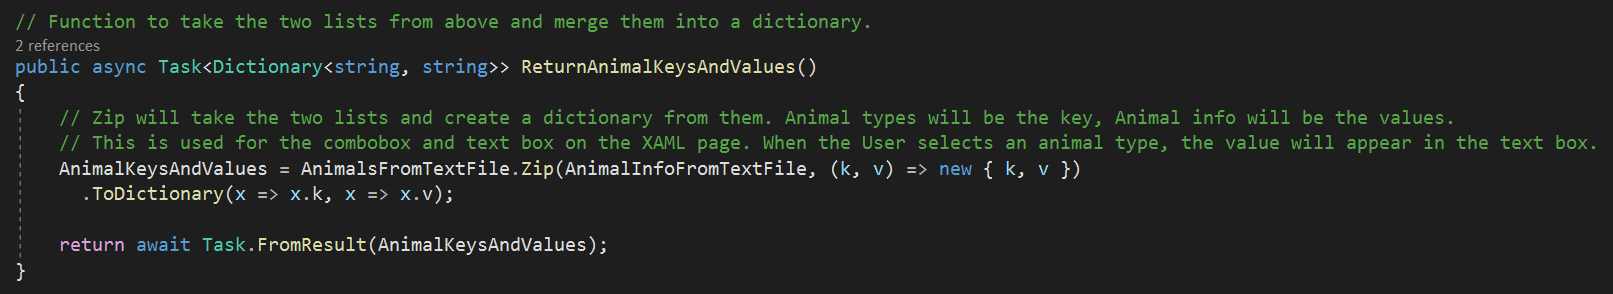 // Function to take the two lists from above and merge them into a dictionary.
2 references
public async Task<Dictionary<string, string>> ReturnAnimalKeysAndValues()
{
// Zip will take the two lists and create a dictionary from them. Animal types will be the key, Animal info will be the values.
// This is used for the combobox and text box on the XAML page. When the User selects an animal type, the value will appear in the text box.
AnimalKeysAndValues = AnimalsFromTextFile.Zip(AnimalInfoFromTextFile, (k, v) => new { k, v })
.ToDictionary(x => x.k, x => x.v);
return await Task.FromResult(AnimalKeysAndValues);
}